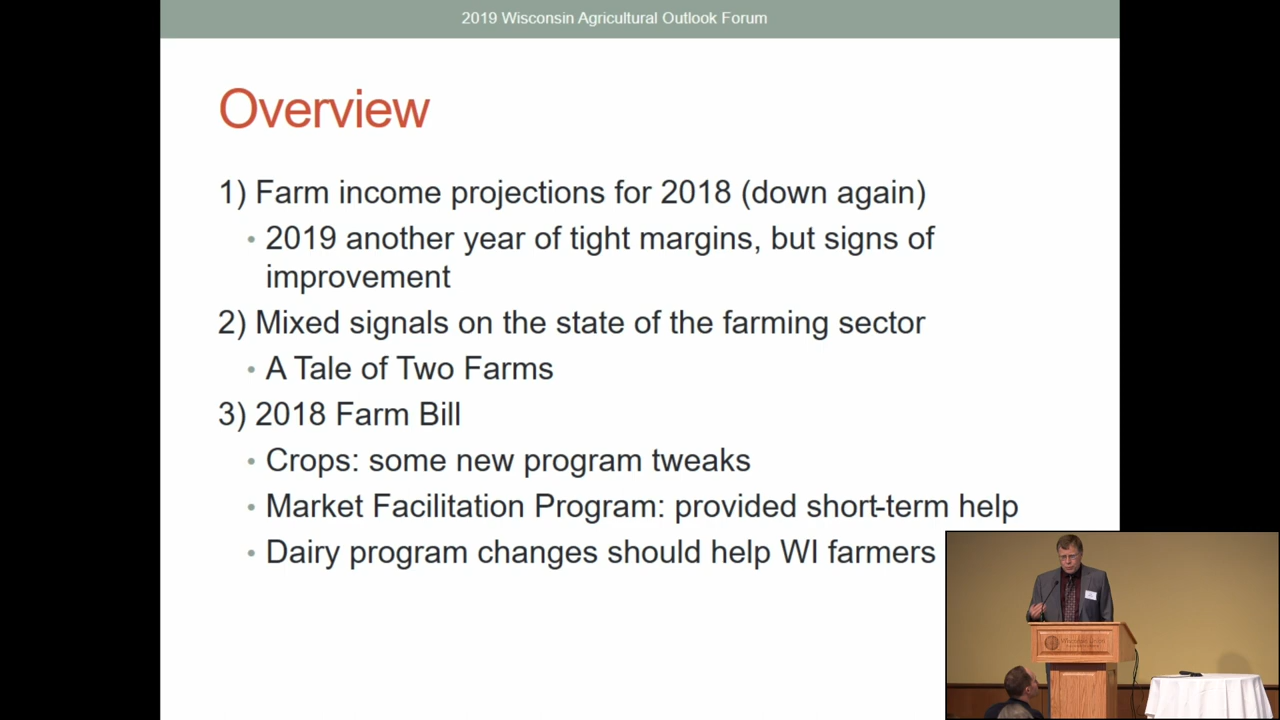 2019 Wisconsin Agricultural Outlook Forum
Overview
1) Farm income projections for 2018 (down again)
• 2019 another year of tight margins, but signs of
improvement
2) Mixed signals on the state of the farming sector
• A Tale of Two Farms
3) 2018 Farm Bill
• Crops: some new program tweaks
• Market Facilitation Program: provided short-term help
• Dairy program changes should help WI farmers